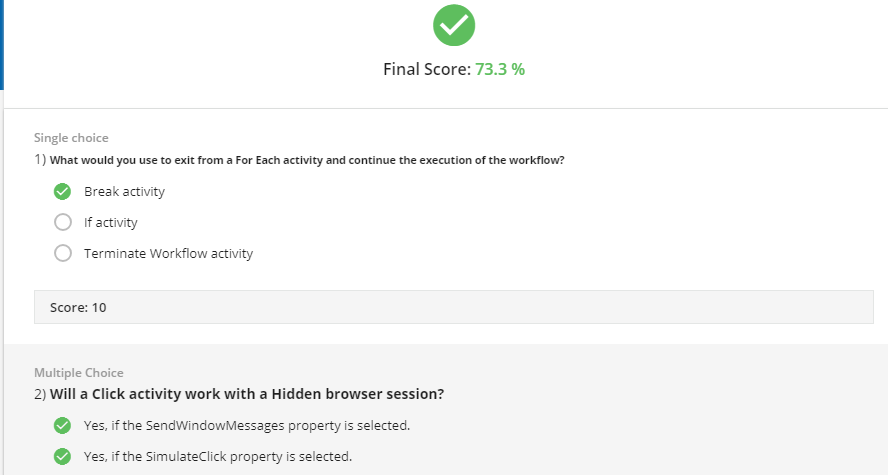 Final Score: 73.3 %
Single choice
1) What would you use to exit from a For Each activity and continue the execution of the workflow?
Break activity
If activity
Terminate Workflow activity
Score: 10
Multiple Choice
2) Will a Click activity work with a Hidden browser session?
Yes, if the SendWindowMessages property is selected.
Yes, if the SimulateClick property is selected.